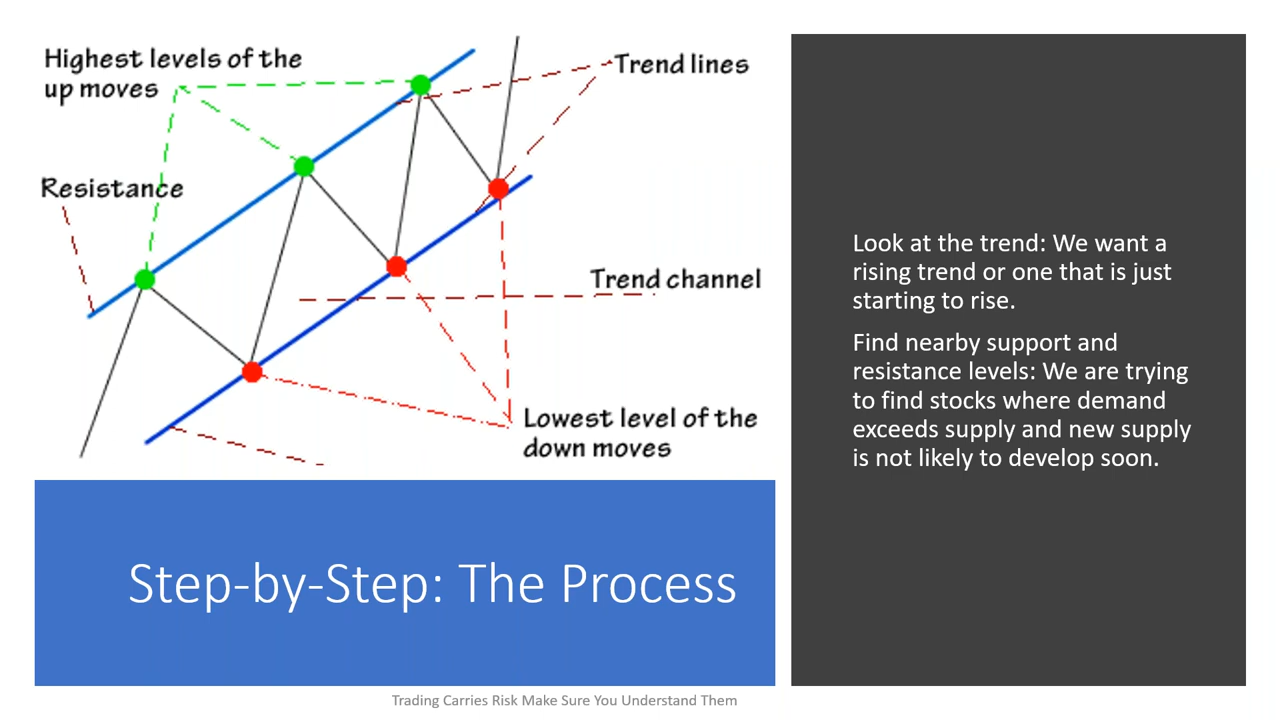 Highest levels of the
up moves
Trend lines
Resistance
Trend channel
Lowest level of the
down moves
Step-by-Step: The Process
Look at the trend: We want a
rising trend or one that is just
starting to rise.
Find nearby support and
resistance levels: We are trying
to find stocks where demand
exceeds supply and new supply
is not likely to develop soon.
Trading Carries Risk Make Sure You Understand Them